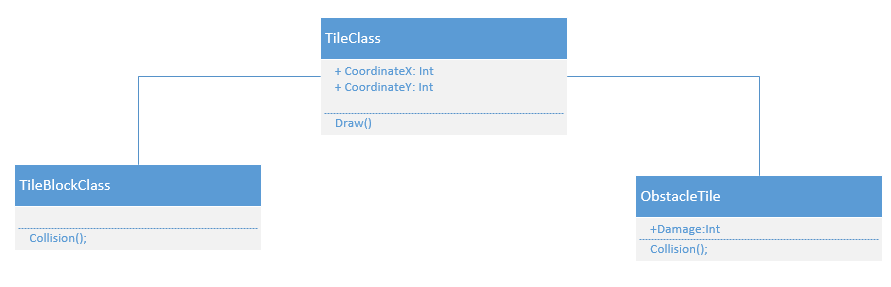 TileClass
+ CoordinateX: Int
+ CoordinateY: Int
Draw()
TileBlockClass
Collision();
ObstacleTile
+Damage:Int
Collision();